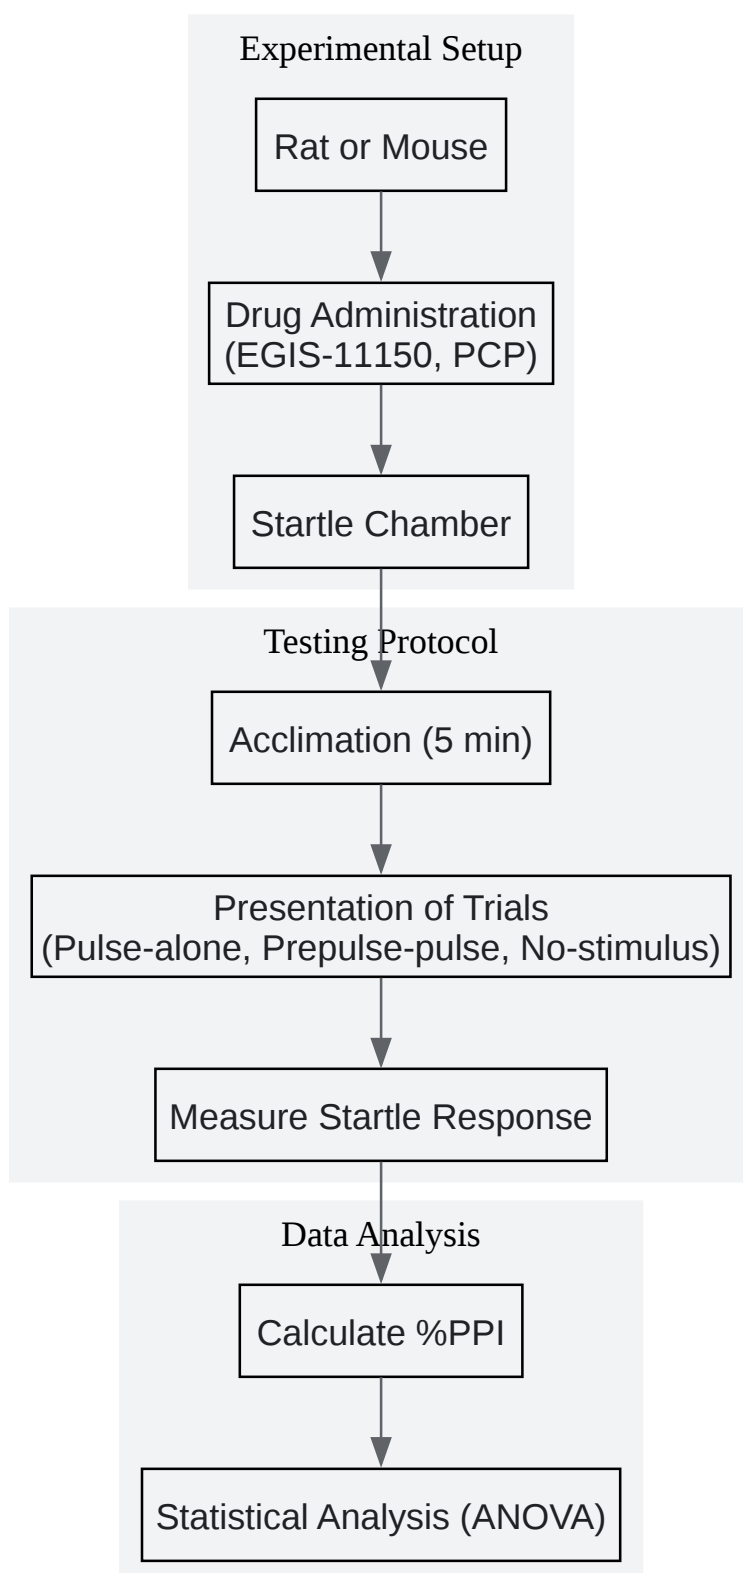 Experimental Setup
Rat or Mouse
Drug Administration
(EGIS-11150, PCP)
Startle Chamber
Testing Protocol
Acclimation (5 min)
Presentation of Trials
(Pulse-alone, Prepulse-pulse, No-stimulus)
Measure Startle Response
Data Analysis
Calculate %PPI
Statistical Analysis (ANOVA)